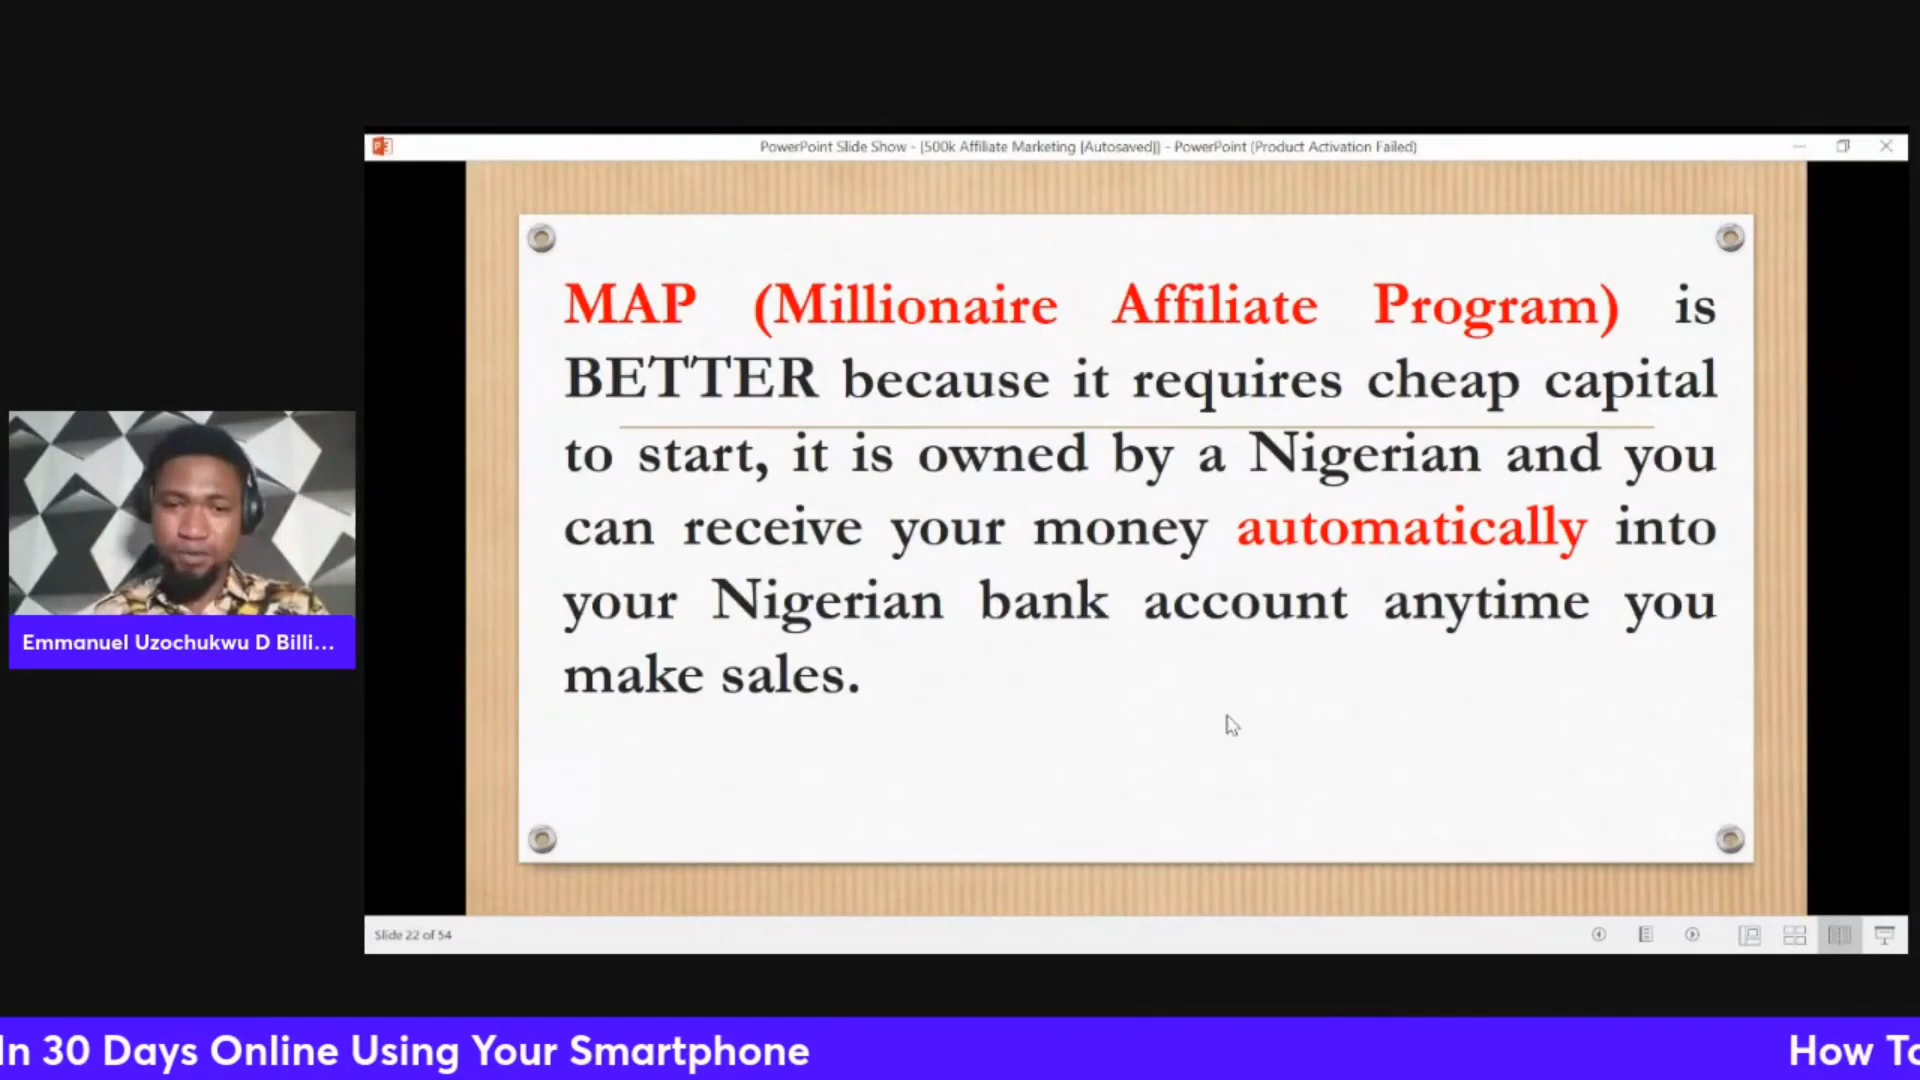 PowerPoint Slide Show - [500k Affiliate Marketing [Autosaved]] - PowerPoint (Product Activation Failed)
MAP (Millionaire Affiliate Program) is
BETTER because it requires cheap capital
to start, it is owned by a Nigerian and you
can receive your money automatically into
your Nigerian bank account anytime you
make sales.
Emmanuel Uzochukwu D Billi...
Slide 22 of 54
In 30 Days Online Using Your Smartphone
How To